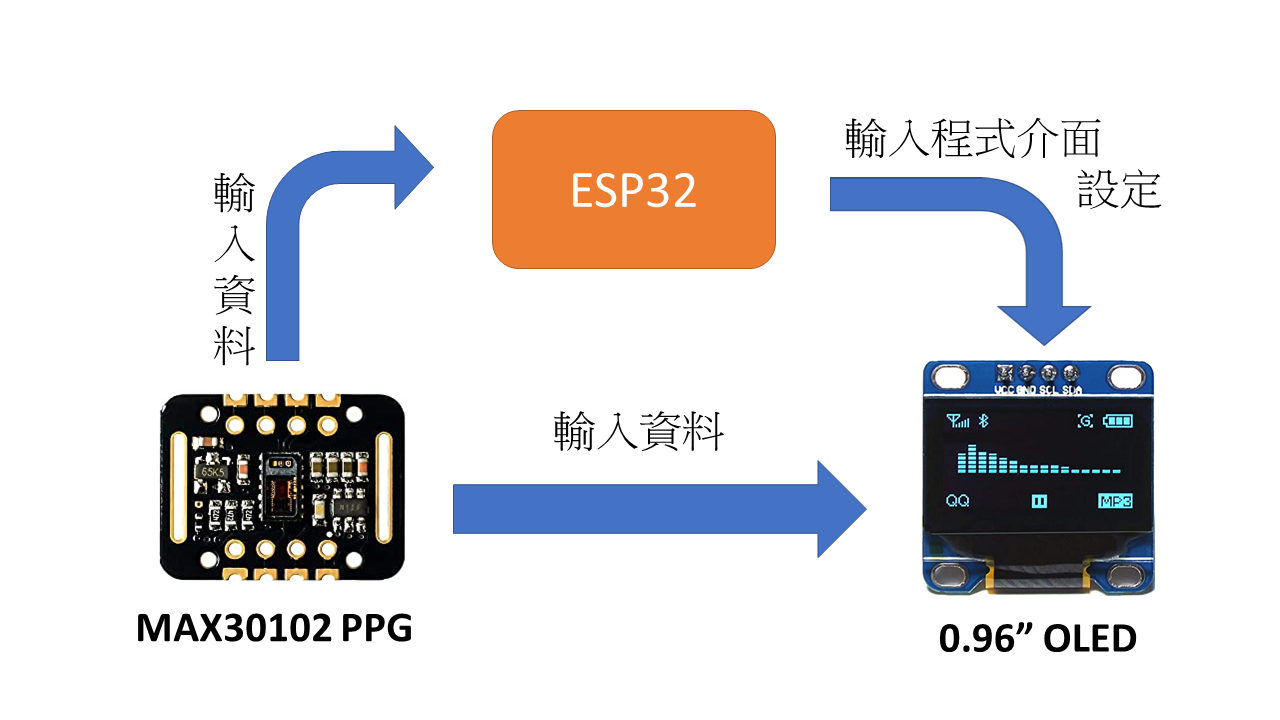 輸入程式介面
設定
ESP32
輸入資料
輸入資料
VCC GND SCL SDA
G
QQ
MP3
65K5
MAX30102 PPG
0.96” OLED